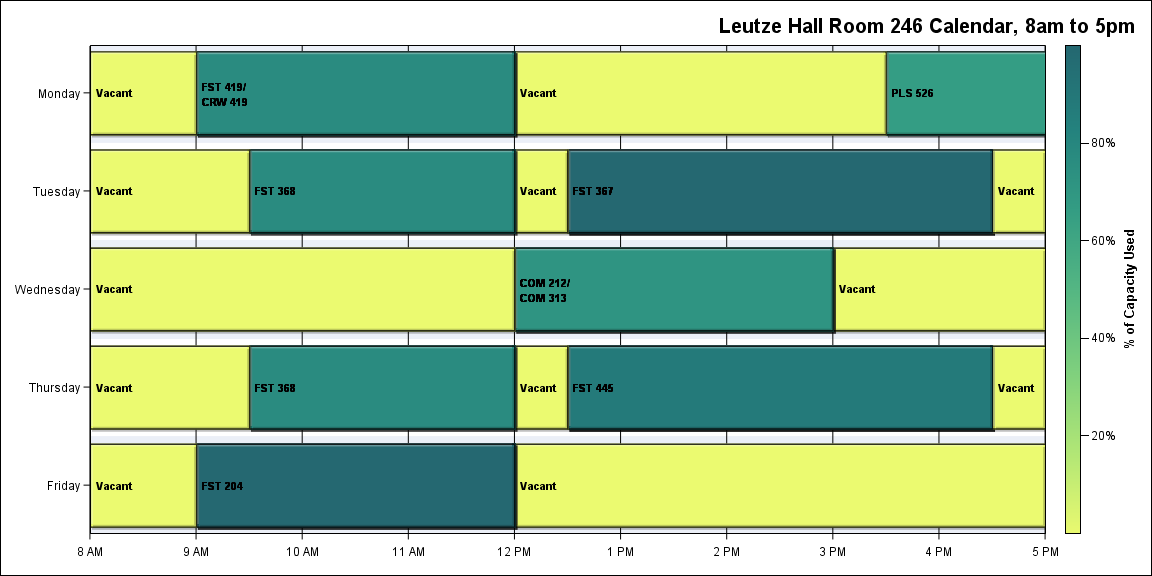 Leutze Hall Room 246 Calendar, 8am to 5pm
Monday
Vacant
FST 419/
CRW 419
Vacant
PLS 526
Tuesday
Vacant
FST 368
Vacant
FST 367
Vacant
Wednesday
Vacant
COM 212/
COM 313
Vacant
Thursday
Vacant
FST 368
Vacant
FST 445
Vacant
Friday
Vacant
FST 204
Vacant
8 AM
9 AM
10 AM
11 AM
12 PM
1 PM
2 PM
3 PM
4 PM
5 PM
80%
60%
40%
20%
% of Capacity Used